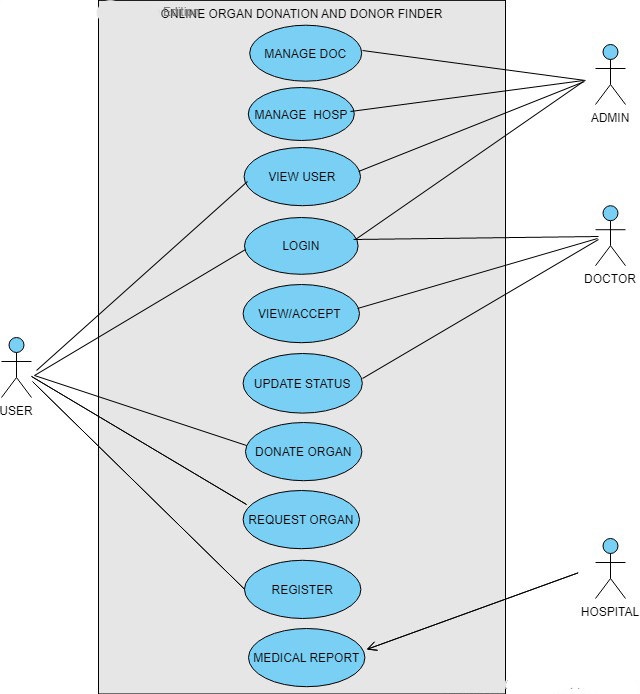 Edition
ONLINE ORGAN DONATION AND DONOR FINDER
MANAGE DOC
MANAGE HOSP
ADMIN
VIEW USER
LOGIN
DOCTOR
VIEW/ACCEPT
UPDATE STATUS
USER
DONATE ORGAN
REQUEST ORGAN
REGISTER
HOSPITAL
MEDICAL REPORT